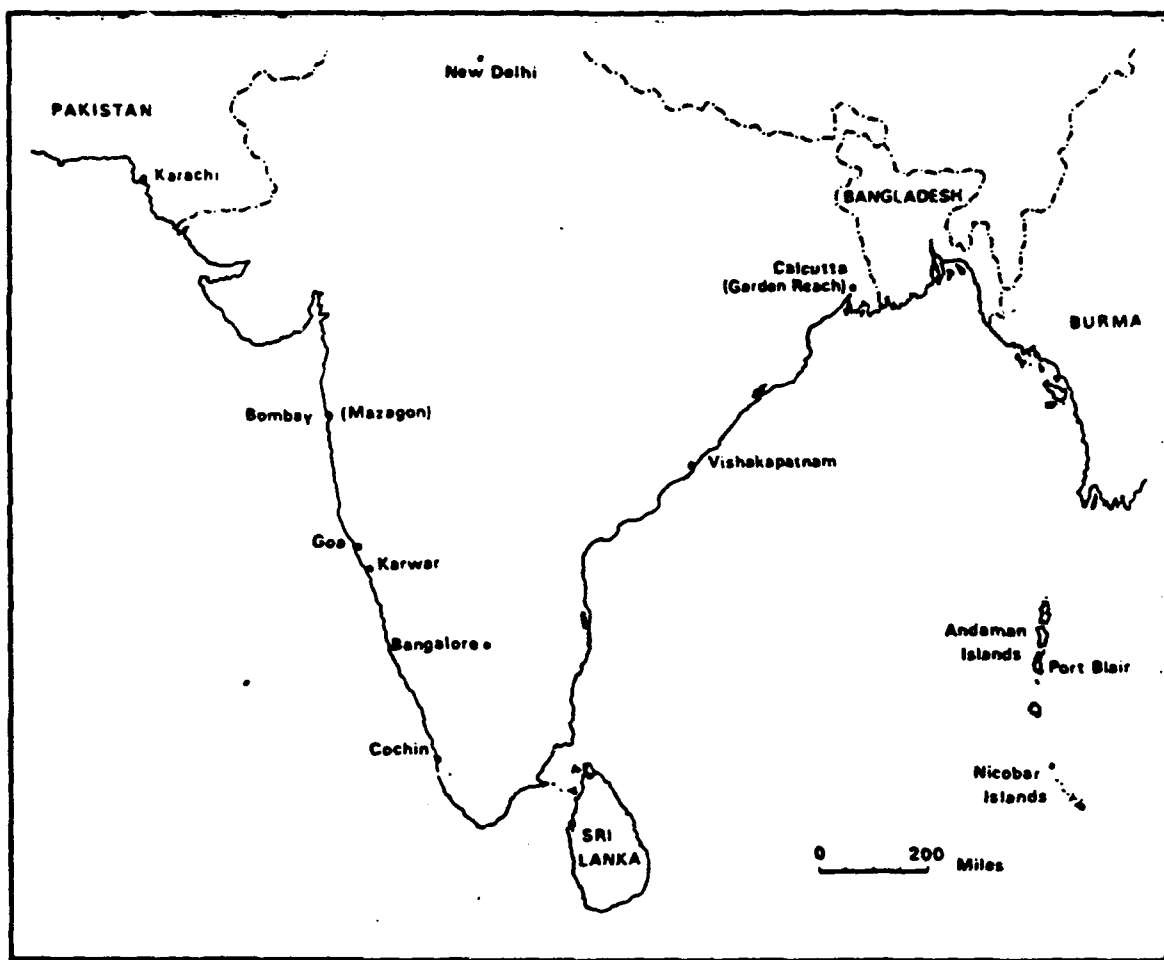 New Delhi
PAKISTAN
Karachi
BANGLADESH
Calcutta
(Garden Reach)
BURMA
Bombay (Mazagon)
Vishakapatnam
Goa
Karwar
Bangalore
Andaman
Islands
Port Blair
Cochin
Nicobar
Islands
SRI
LANKA
0 200 Miles